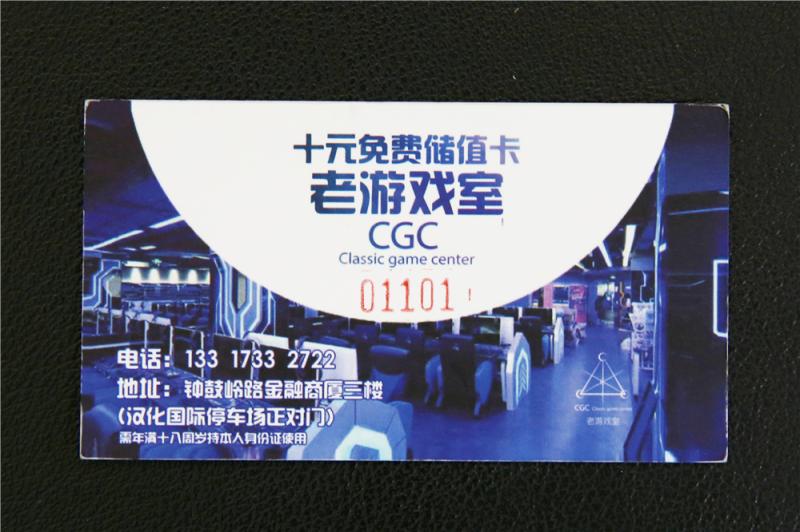 十元免费储值卡
老游戏室
CGC
Classic game center
01101
电话：133 1733 2722
地址：钟鼓岭路金融商厦三楼
(汉化国际停车场正对门)
需年满十八周岁持本人身份证使用
CGC Classic game center
老游戏室